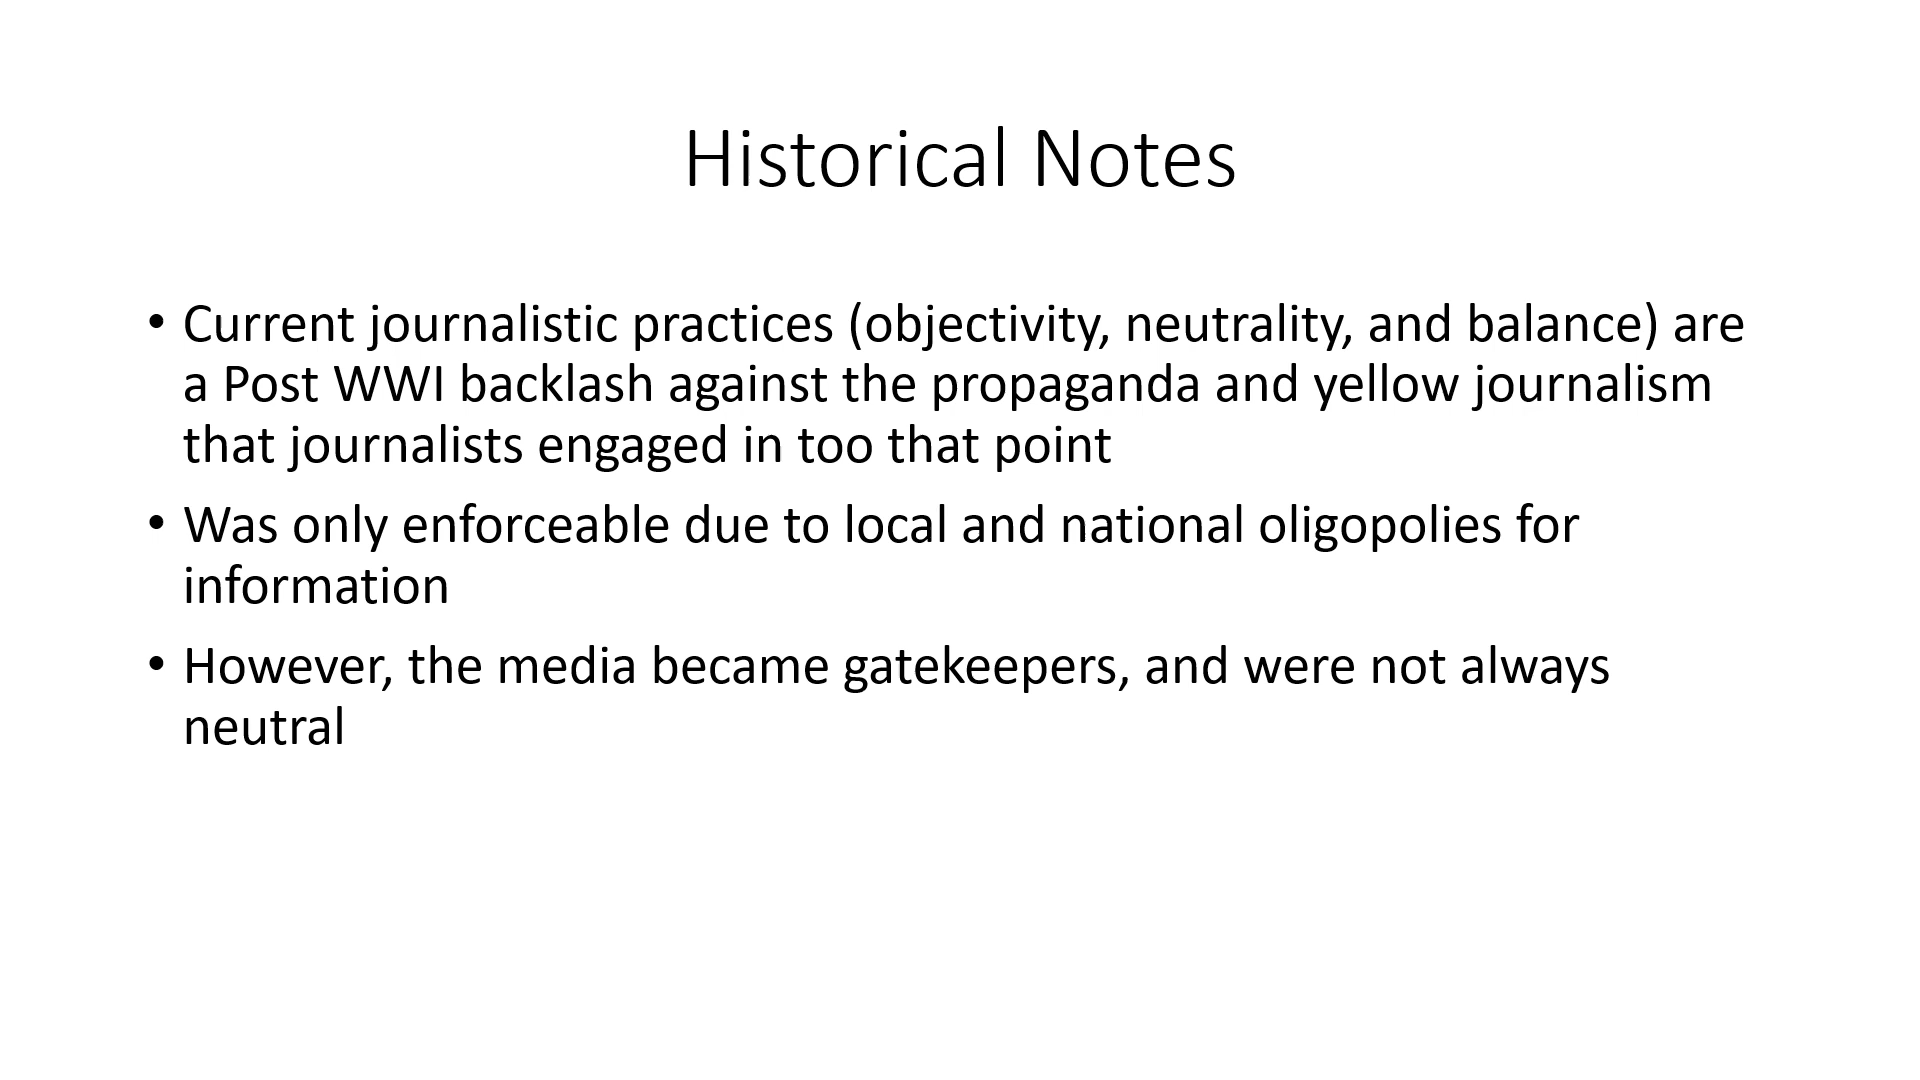 Historical Notes
• Current journalistic practices (objectivity, neutrality, and balance) are
a Post WWI backlash against the propaganda and yellow journalism
that journalists engaged in too that point
• Was only enforceable due to local and national oligopolies for
information
• However, the media became gatekeepers, and were not always
neutral